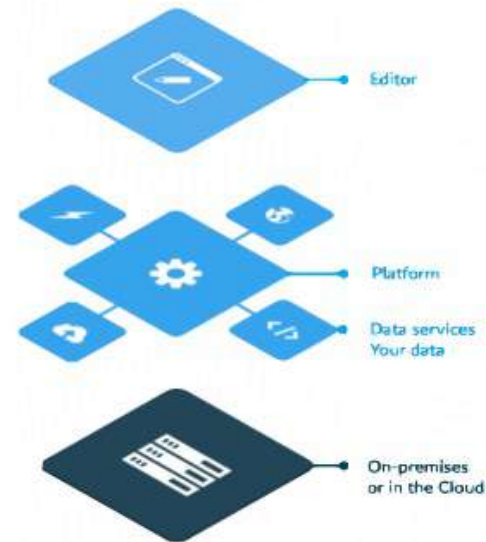 Editor
Platform
Data services
Your data
On-premises
or in the Cloud